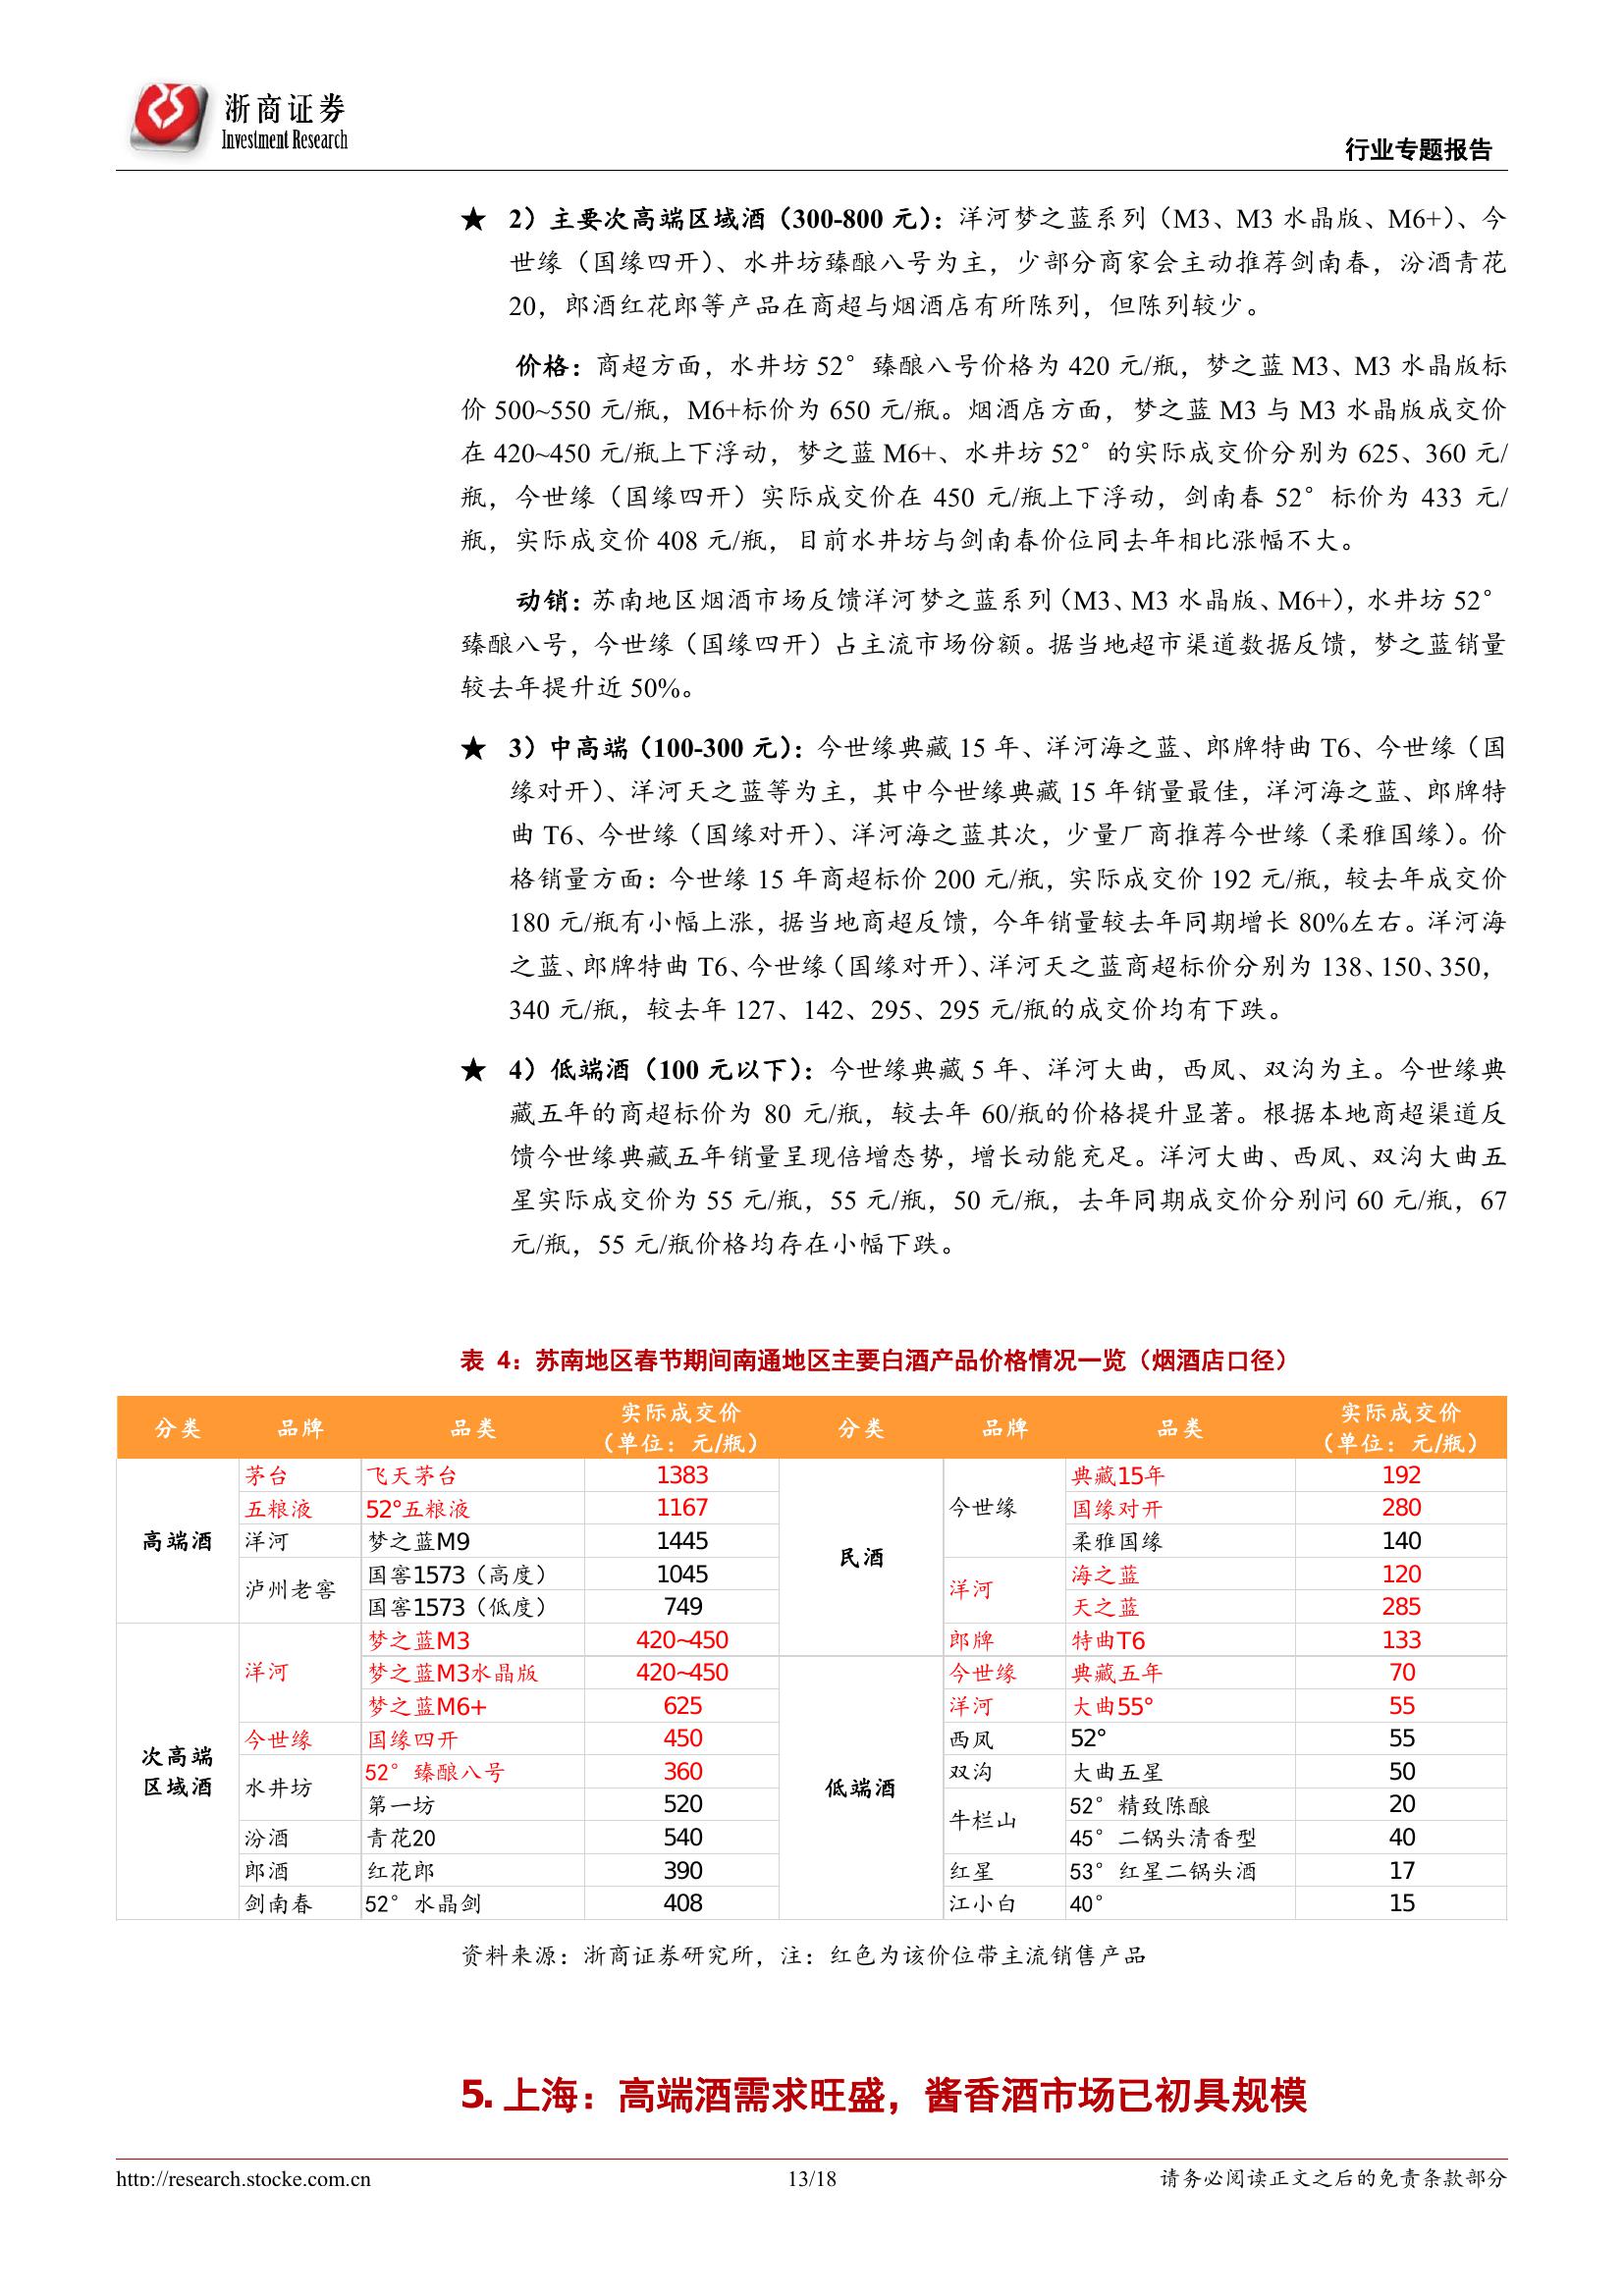 浙商证券
Investment Research
行业专题报告
★ 2）主要次高端区域酒（300-800 元）：洋河梦之蓝系列（M3、M3 水晶版、M6+）、今
世缘（国缘四开）、水井坊臻酿八号为主，少部分商家会主动推荐剑南春，汾酒青花
20，郎酒红花郎等产品在商超与烟酒店有所陈列，但陈列较少。
价格：商超方面，水井坊 52°臻酿八号价格为 420 元/瓶，梦之蓝 M3、M3 水晶版标
价 500~550 元/瓶，M6+标价为 650 元/瓶。烟酒店方面，梦之蓝 M3 与 M3 水晶版成交价
在 420~450 元/瓶上下浮动，梦之蓝 M6+、水井坊 52°的实际成交价分别为 625、360 元/
瓶，今世缘（国缘四开）实际成交价在 450 元/瓶上下浮动，剑南春 52°标价为 433 元/
瓶，实际成交价 408 元/瓶，目前水井坊与剑南春价位同去年相比涨幅不大。
动销：苏南地区烟酒市场反馈洋河梦之蓝系列（M3、M3 水晶版、M6+），水井坊 52°
臻酿八号，今世缘（国缘四开）占主流市场份额。据当地超市渠道数据反馈，梦之蓝销量
较去年提升近 50%。
★ 3）中高端（100-300 元）：今世缘典藏 15 年、洋河海之蓝、郎牌特曲 T6、今世缘（国
缘对开）、洋河天之蓝等为主，其中今世缘典藏 15 年销量最佳，洋河海之蓝、郎牌特
曲 T6、今世缘（国缘对开）、洋河海之蓝其次，少量厂商推荐今世缘（柔雅国缘）。价
格销量方面：今世缘 15 年商超标价 200 元/瓶，实际成交价 192 元/瓶，较去年成交价
180 元/瓶有小幅上涨，据当地商超反馈，今年销量较去年同期增长 80%左右。洋河海
之蓝、郎牌特曲 T6、今世缘（国缘对开）、洋河天之蓝商超标价分别为 138、150、350，
340 元/瓶，较去年 127、142、295、295 元/瓶的成交价均有下跌。
★ 4）低端酒（100 元以下）：今世缘典藏 5 年、洋河大曲，西凤、双沟为主。今世缘典
藏五年的商超标价为 80 元/瓶，较去年 60/瓶的价格提升显著。根据本地商超渠道反
馈今世缘典藏五年销量呈现倍增态势，增长动能充足。洋河大曲、西凤、双沟大曲五
星实际成交价为 55 元/瓶，55 元/瓶，50 元/瓶，去年同期成交价分别问 60 元/瓶，67
元/瓶，55 元/瓶价格均存在小幅下跌。
表 4：苏南地区春节期间南通地区主要白酒产品价格情况一览（烟酒店口径）
分类 品牌 品类 实际成交价（单位：元/瓶） 分类 品牌 品类 实际成交价（单位：元/瓶）
茅台 飞天茅台 1383 典藏15年 192
五粮液 52°五粮液 1167 今世缘 国缘对开 280
高端酒 洋河 梦之蓝M9 1445 民酒 柔雅国缘 140
泸州老窖 国窖1573（高度） 1045 洋河 海之蓝 120
国窖1573（低度） 749 天之蓝 285
梦之蓝M3 420~450 郎牌 特曲T6 133
洋河 梦之蓝M3水晶版 420~450 今世缘 典藏五年 70
梦之蓝M6+ 625 洋河 大曲55° 55
今世缘 国缘四开 450 西凤 52° 55
次高端区域酒 水井坊 52°臻酿八号 360 低端酒 双沟 大曲五星 50
第一坊 520 牛栏山 52°精致陈酿 20
汾酒 青花20 540 45°二锅头清香型 40
郎酒 红花郎 390 红星 53°红星二锅头酒 17
剑南春 52°水晶剑 408 江小白 40° 15
资料来源：浙商证券研究所，注：红色为该价位带主流销售产品
5. 上海：高端酒需求旺盛，酱香酒市场已初具规模
http://research.stocke.com.cn 13/18 请务必阅读正文之后的免责条款部分